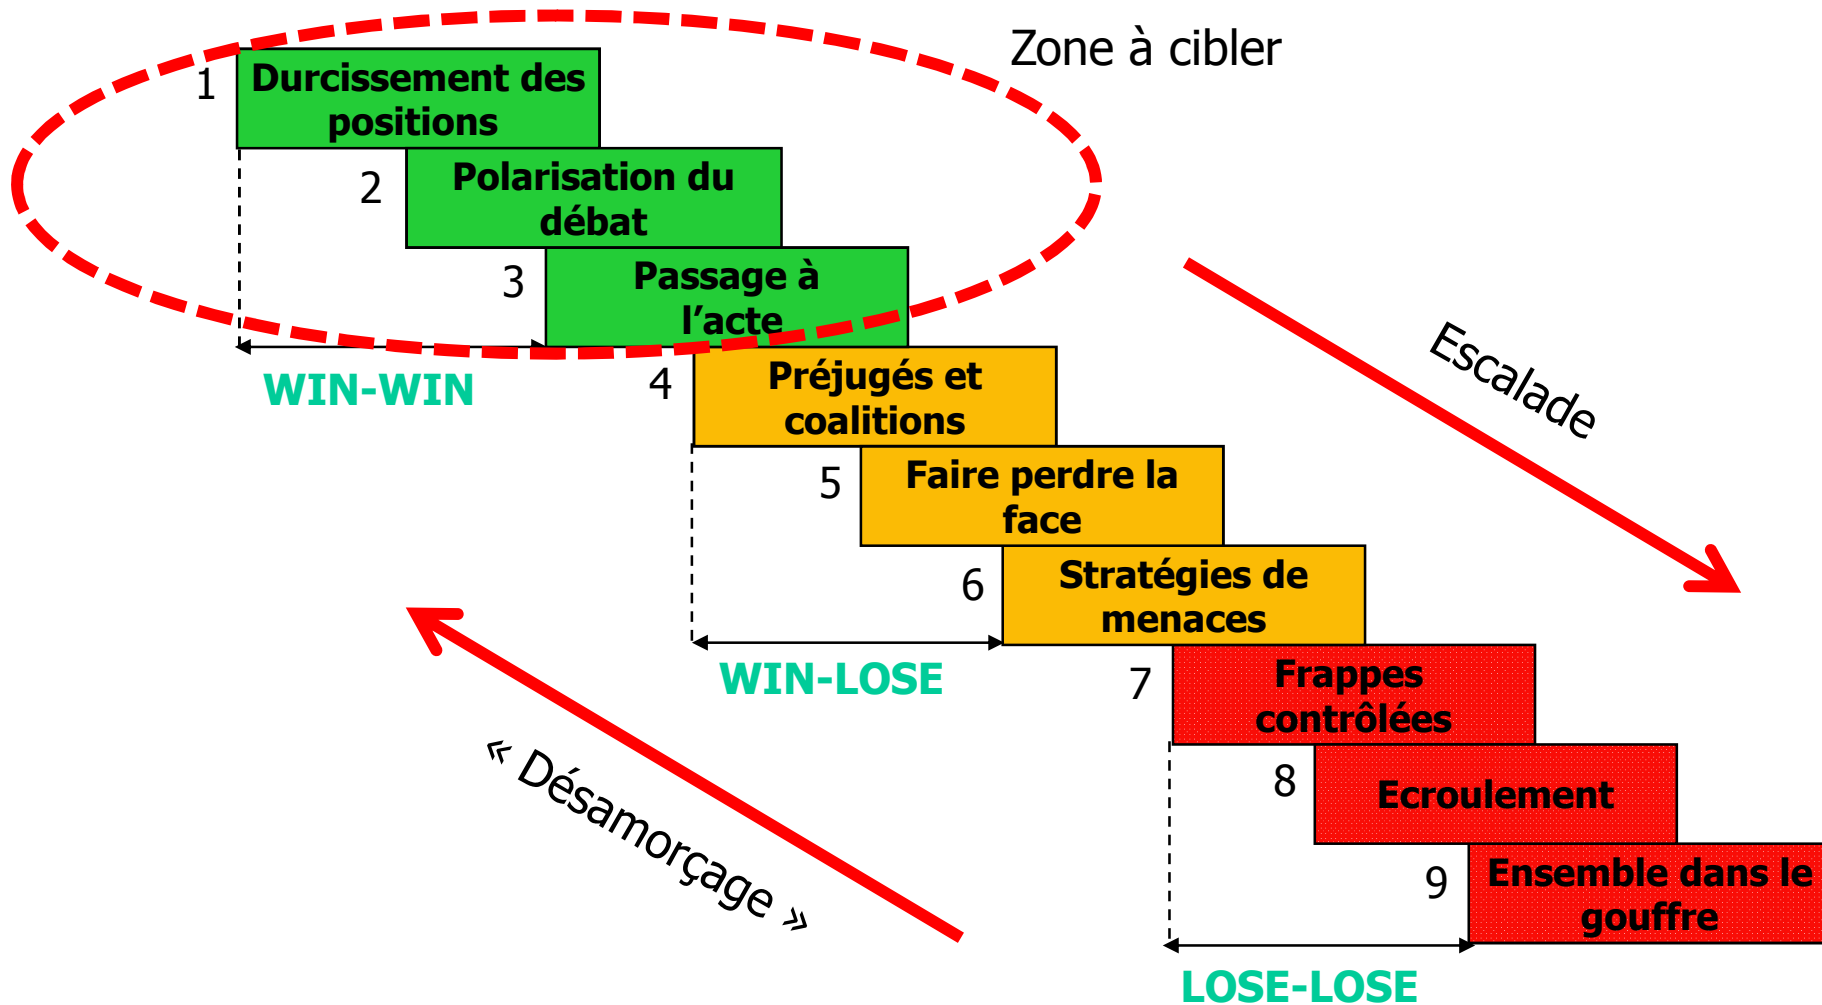 Zone à cibler
1
Durcissement des
positions
2
Polarisation du
débat
3
Passage à
l’acte
WIN-WIN
4
Préjugés et
coalitions
Escalade
5
Faire perdre la
face
6
Stratégies de
menaces
WIN-LOSE
7
Frappes
contrôlées
« Désamorçage »
8
Ecroulement
9
Ensemble dans le
gouffre
LOSE-LOSE